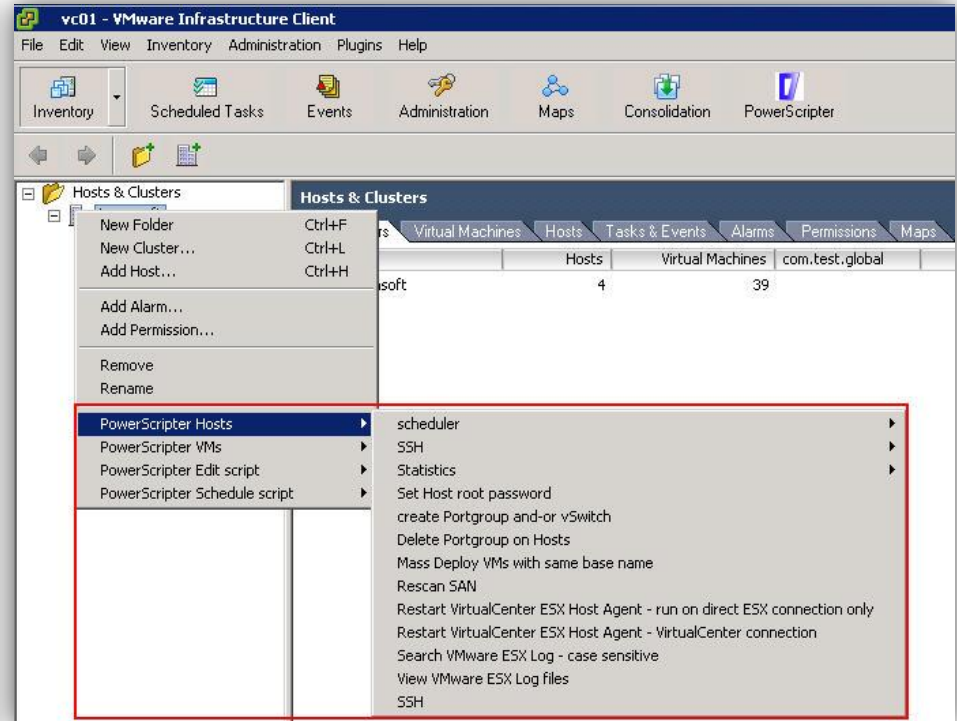 vc01 - VMware Infrastructure Client
File Edit View Inventory Administration Plugins Help
Inventory Scheduled Tasks Events Administration Maps Consolidation PowerScripter
Hosts & Clusters
Hosts & Clusters
Virtual Machines Hosts Tasks & Events Alarms Permissions Maps
Hosts Virtual Machines com.test.global
4 39
New Folder Ctrl+F
New Cluster... Ctrl+L
Add Host... Ctrl+H
Add Alarm...
Add Permission...
Remove
Rename
PowerScripter Hosts
PowerScripter VMs
PowerScripter Edit script
PowerScripter Schedule script
scheduler
SSH
Statistics
Set Host root password
create Portgroup and-or vSwitch
Delete Portgroup on Hosts
Mass Deploy VMs with same base name
Rescan SAN
Restart VirtualCenter ESX Host Agent - run on direct ESX connection only
Restart VirtualCenter ESX Host Agent - VirtualCenter connection
Search VMware ESX Log - case sensitive
View VMware ESX Log files
SSH